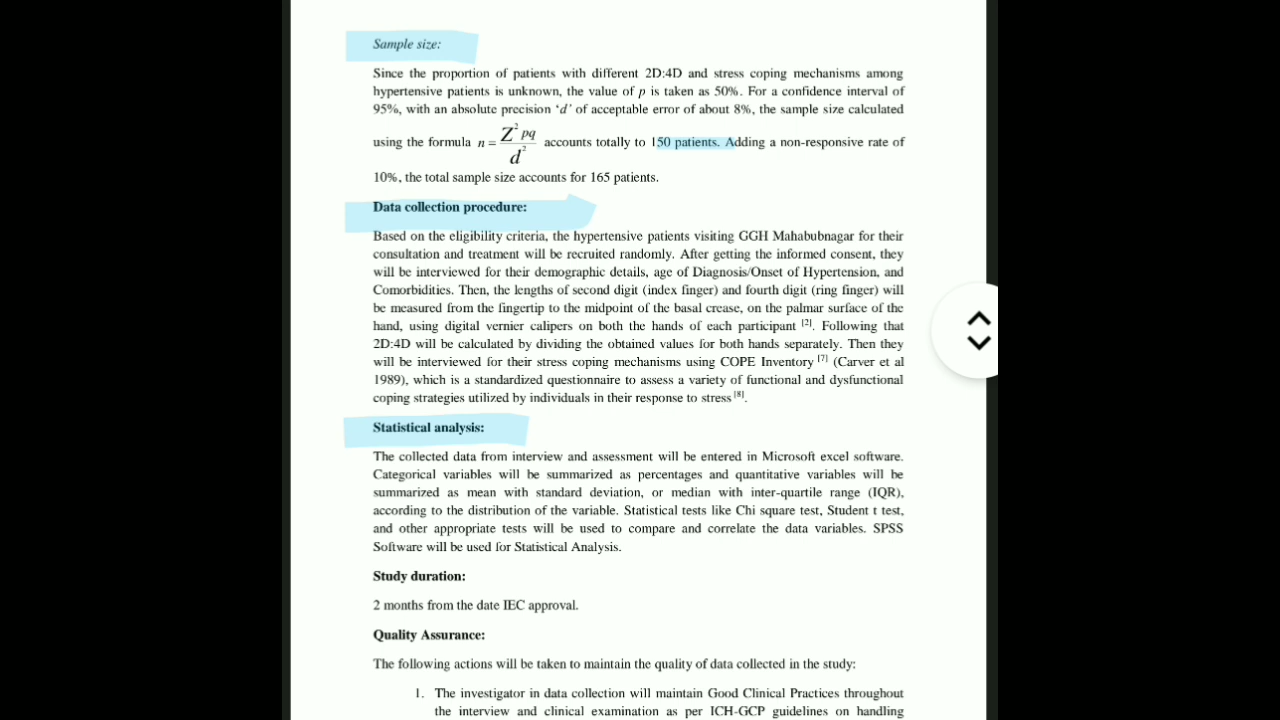 Sample size:
Since the proportion of patients with different 2D:4D and stress coping mechanisms among
hypertensive patients is unknown, the value of p is taken as 50%. For a confidence interval of
95%, with an absolute precision ‘d’ of acceptable error of about 8%, the sample size calculated
using the formula n = Z² pq / d² accounts totally to 150 patients. Adding a non-responsive rate of
10%, the total sample size accounts for 165 patients.
Data collection procedure:
Based on the eligibility criteria, the hypertensive patients visiting GGH Mahabubnagar for their
consultation and treatment will be recruited randomly. After getting the informed consent, they
will be interviewed for their demographic details, age of Diagnosis/Onset of Hypertension, and
Comorbidities. Then, the lengths of second digit (index finger) and fourth digit (ring finger) will
be measured from the fingertip to the midpoint of the basal crease, on the palmar surface of the
hand, using digital vernier calipers on both the hands of each participant [2]. Following that
2D:4D will be calculated by dividing the obtained values for both hands separately. Then they
will be interviewed for their stress coping mechanisms using COPE Inventory [7] (Carver et al
1989), which is a standardized questionnaire to assess a variety of functional and dysfunctional
coping strategies utilized by individuals in their response to stress [8].
Statistical analysis:
The collected data from interview and assessment will be entered in Microsoft excel software.
Categorical variables will be summarized as percentages and quantitative variables will be
summarized as mean with standard deviation, or median with inter-quartile range (IQR),
according to the distribution of the variable. Statistical tests like Chi square test, Student t test,
and other appropriate tests will be used to compare and correlate the data variables. SPSS
Software will be used for Statistical Analysis.
Study duration:
2 months from the date IEC approval.
Quality Assurance:
The following actions will be taken to maintain the quality of data collected in the study:
1. The investigator in data collection will maintain Good Clinical Practices throughout
the interview and clinical examination as per ICH-GCP guidelines on handling